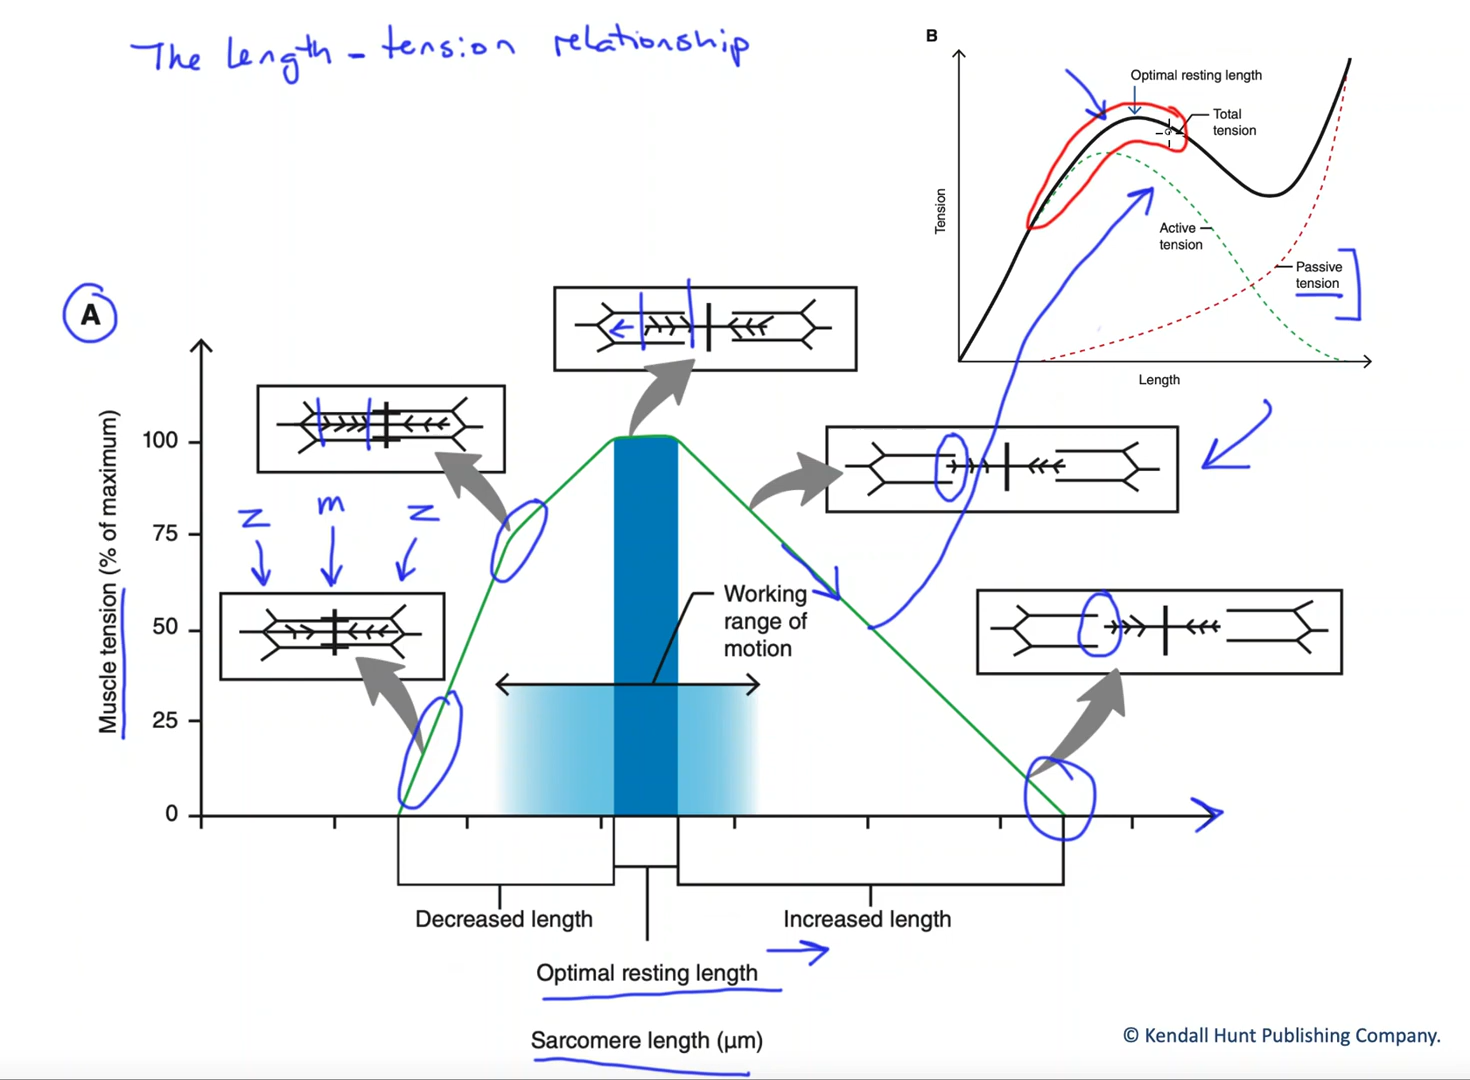 The length - tension relationship
B
Optimal resting length
Total
tension
Tension
Active
tension
Passive
tension
Length
A
Muscle tension (% of maximum)
100
75
50
25
0
Z
m
Z
Working
range of
motion
Decreased length
Increased length
Optimal resting length
Sarcomere length (μm)
© Kendall Hunt Publishing Company.